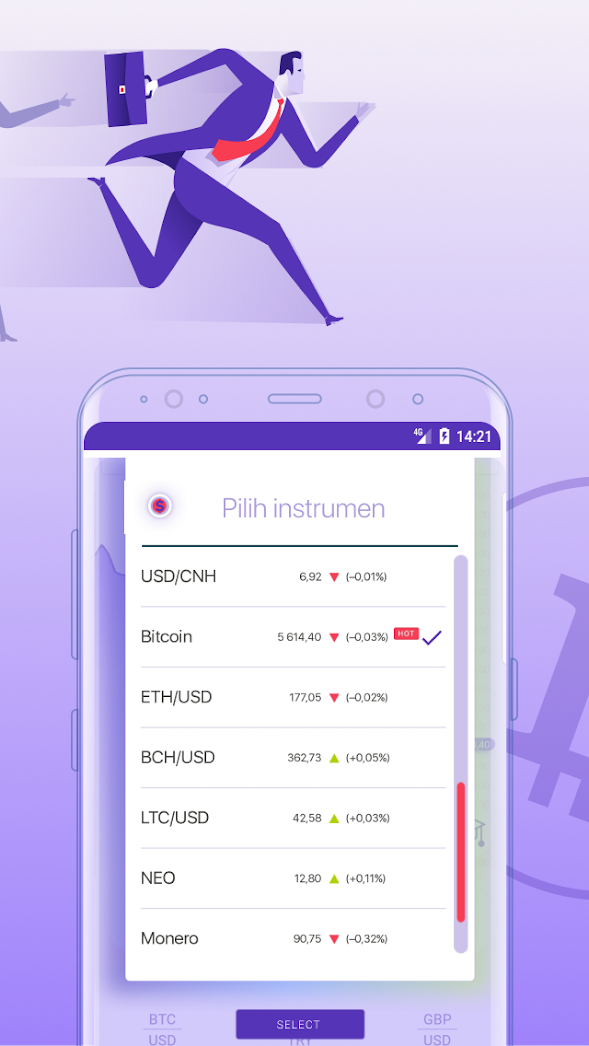 4G 14:21
$ Pilih instrumen
USD/CNH 6,92 ▼ (−0,01%)
Bitcoin 5 614,40 ▼ (−0,03%) HOT
ETH/USD 177,05 ▼ (−0,02%)
BCH/USD 362,73 ▲ (+0,05%)
,40
LTC/USD 42,58 ▲ (+0,03%)
NEO 12,80 ▲ (+0,11%)
Monero 90,75 ▼ (−0,32%)
BTC SELECT GBP
USD TRY USD